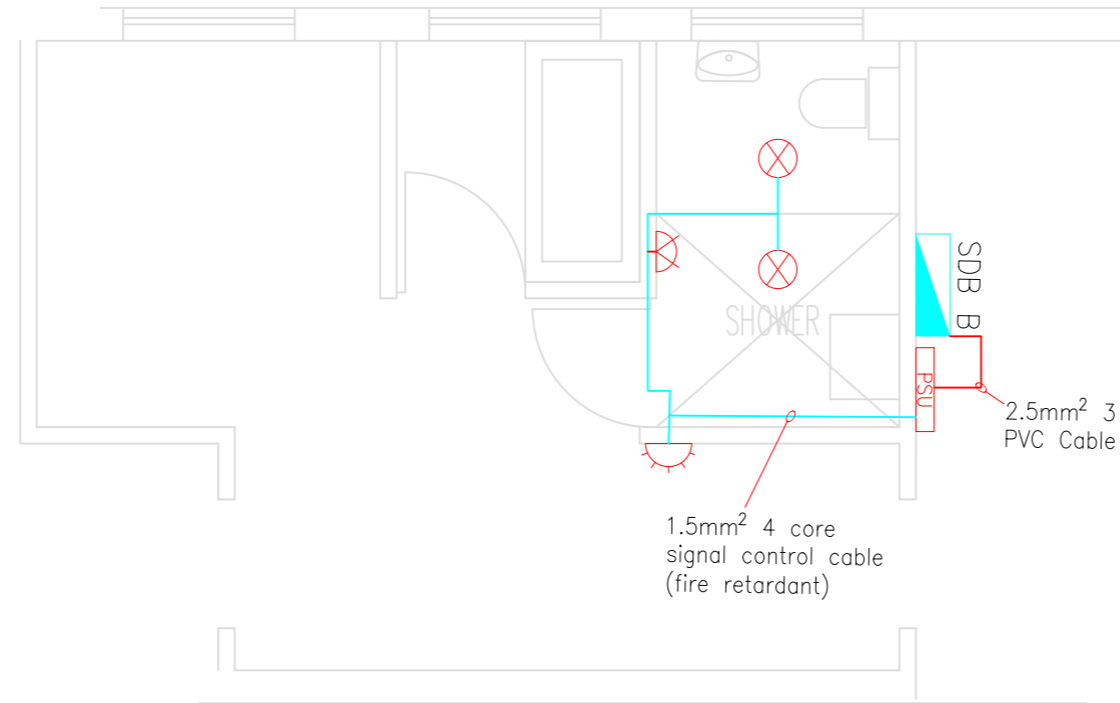 SHOWER
SDB B
PSU
2.5mm² 3
PVC Cable
1.5mm² 4 core
signal control cable
(fire retardant)